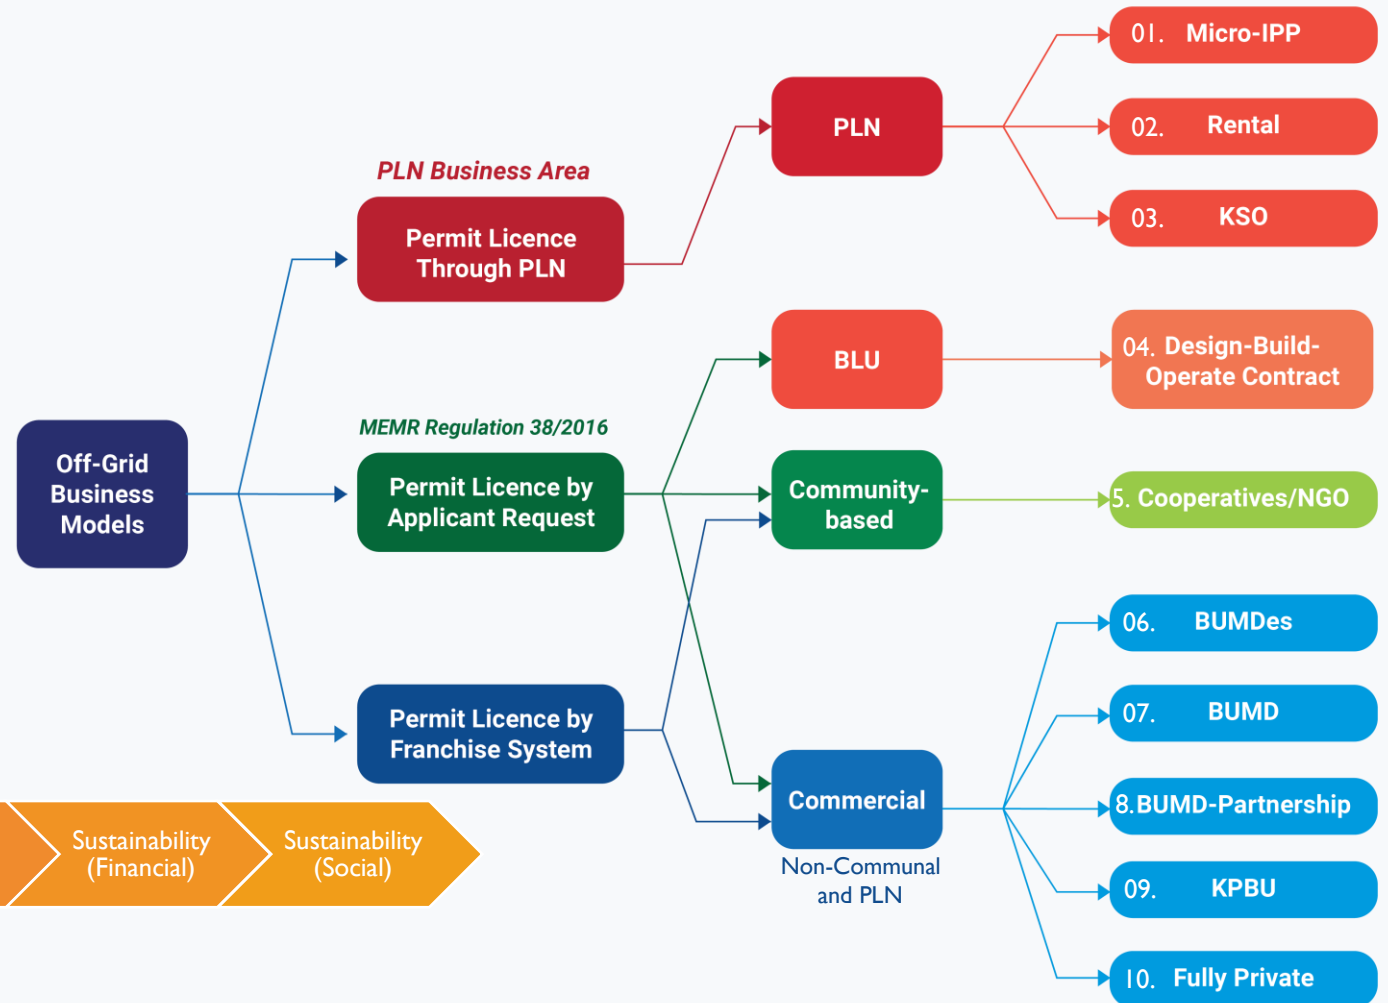 Off-Grid
Business
Models
PLN Business Area
Permit Licence
Through PLN
MEMR Regulation 38/2016
Permit Licence by
Applicant Request
Permit Licence by
Franchise System
PLN
BLU
Community-
based
Commercial
Non-Communal
and PLN
01. Micro-IPP
02. Rental
03. KSO
04. Design-Build-
Operate Contract
5. Cooperatives/NGO
06. BUMDes
07. BUMD
8. BUMD-Partnership
09. KPBU
10. Fully Private
Sustainability
(Financial)
Sustainability
(Social)